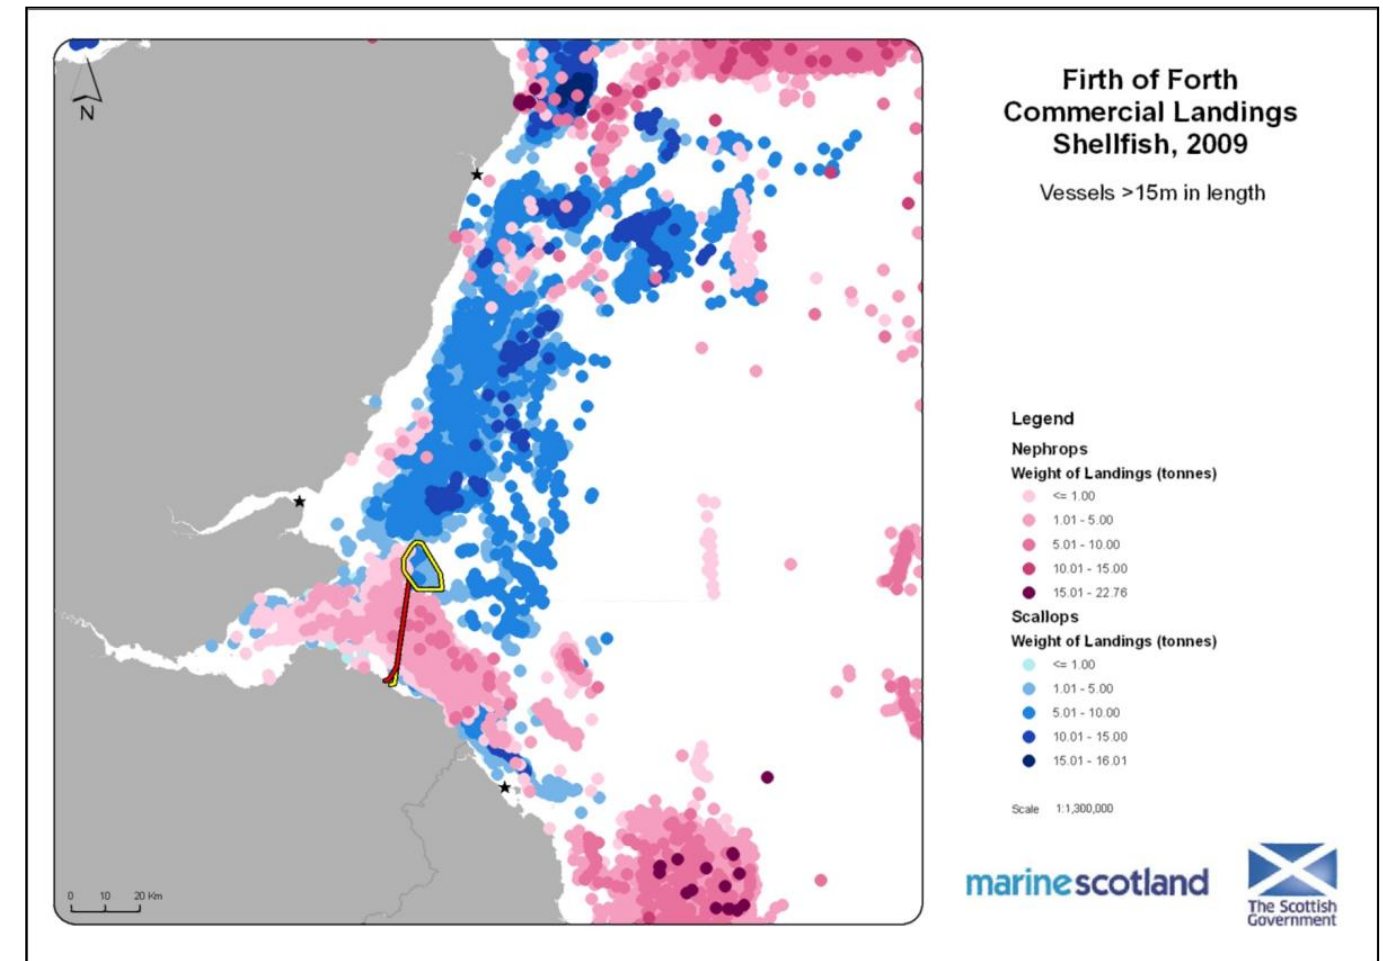 N
0 10 20 Km
Firth of Forth
Commercial Landings
Shellfish, 2009
Vessels >15m in length
Legend
Nephrops
Weight of Landings (tonnes)
<= 1.00
1.01 - 5.00
5.01 - 10.00
10.01 - 15.00
15.01 - 22.76
Scallops
Weight of Landings (tonnes)
<= 1.00
1.01 - 5.00
5.01 - 10.00
10.01 - 15.00
15.01 - 16.01
Scale 1:1,300,000
marinescotland
The Scottish
Government